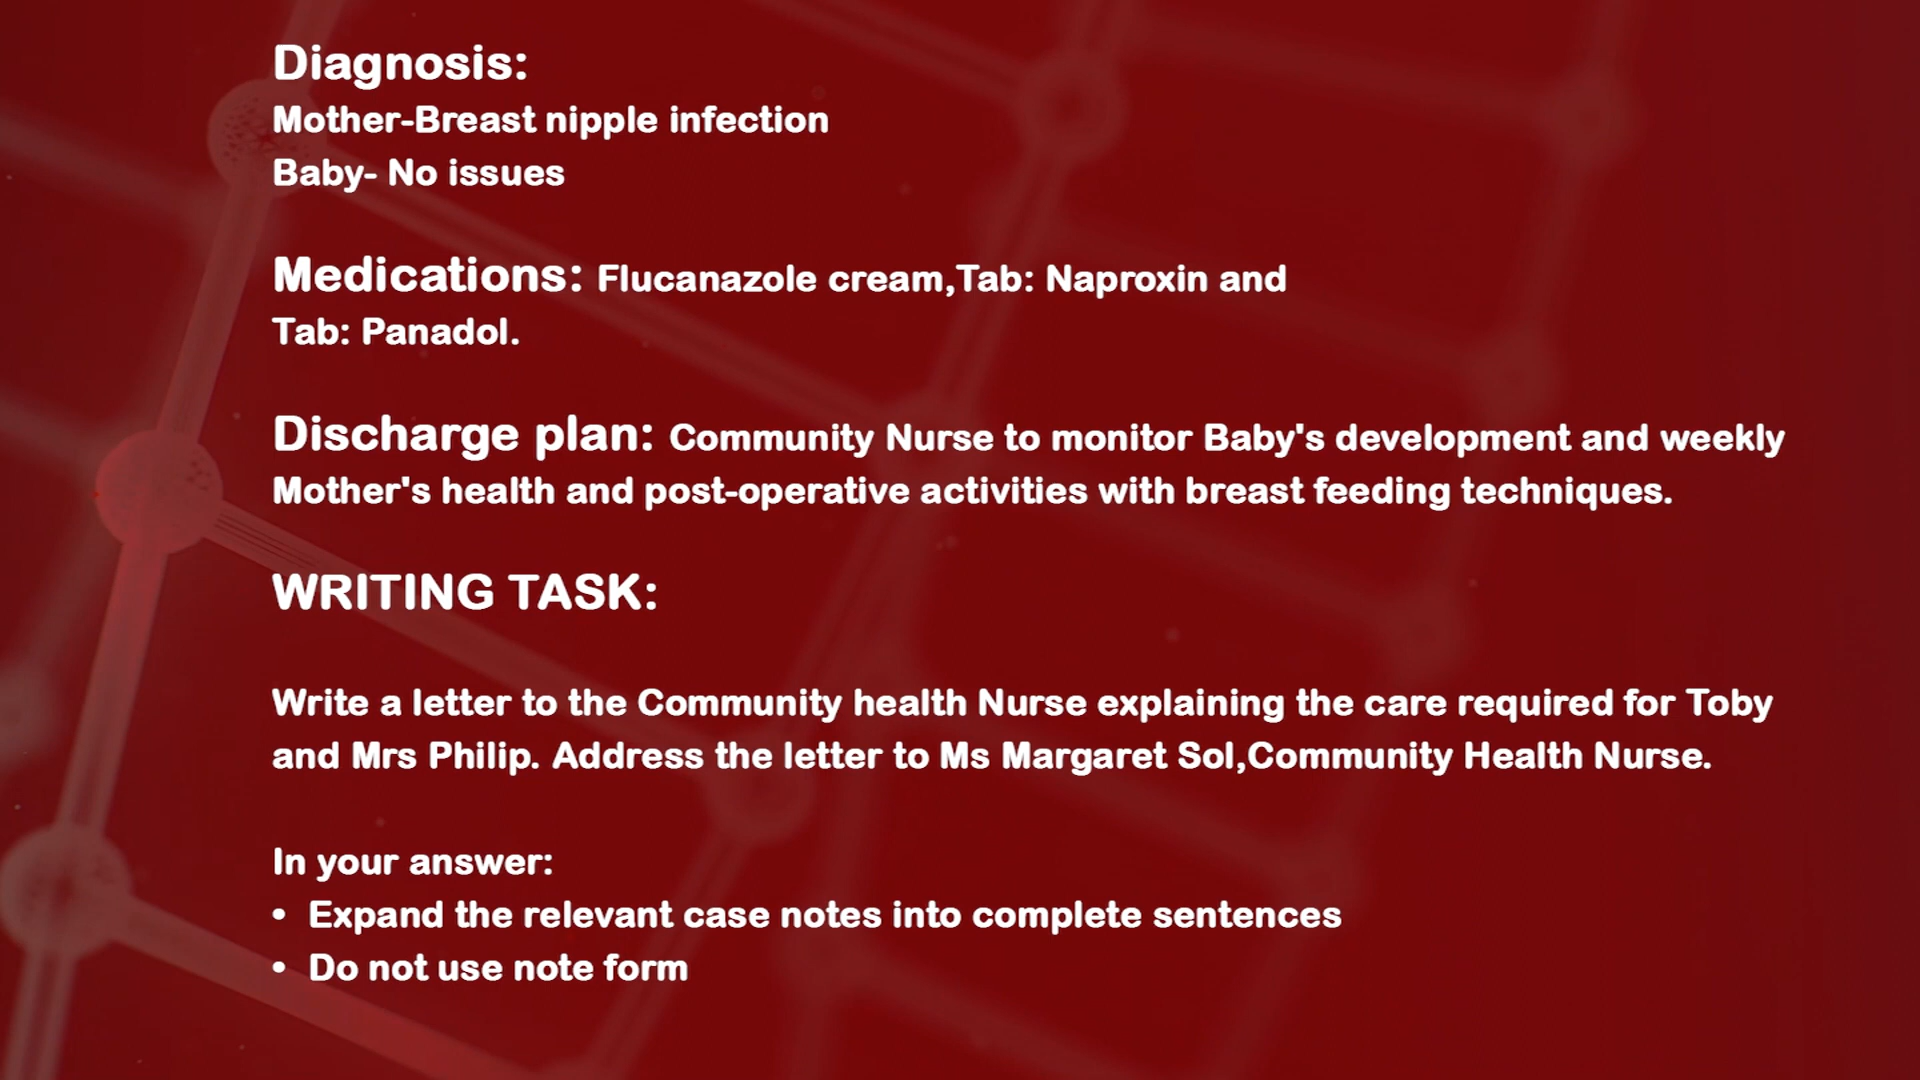 Diagnosis:
Mother-Breast nipple infection
Baby- No issues
Medications: Flucanazole cream,Tab: Naproxin and
Tab: Panadol.
Discharge plan: Community Nurse to monitor Baby's development and weekly
Mother's health and post-operative activities with breast feeding techniques.
WRITING TASK:
Write a letter to the Community health Nurse explaining the care required for Toby
and Mrs Philip. Address the letter to Ms Margaret Sol,Community Health Nurse.
In your answer:
• Expand the relevant case notes into complete sentences
• Do not use note form